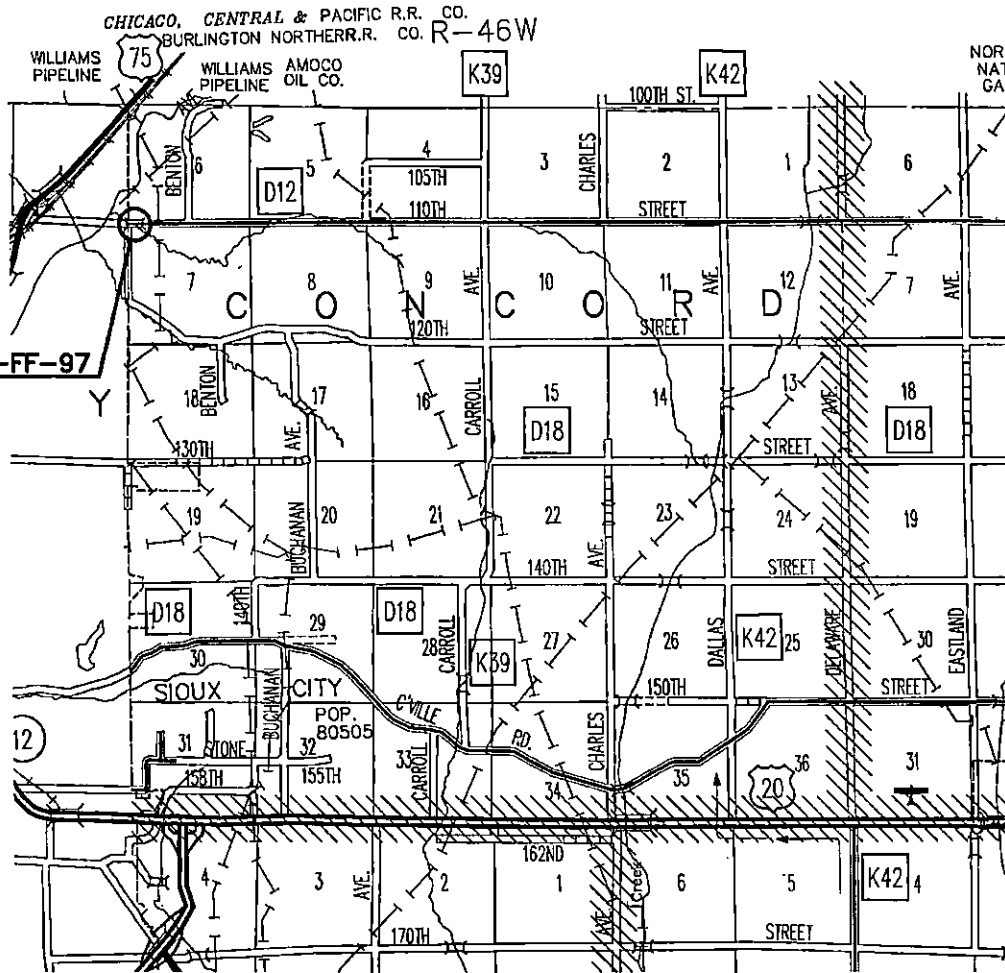 CHICAGO, CENTRAL & PACIFIC R.R. CO.
BURLINGTON NORTHERR.R. CO. R-46W
WILLIAMS PIPELINE
75
WILLIAMS PIPELINE
AMOCO OIL CO.
K39
K42
NOR
NAT
GA
100TH ST.
BENTON
6
5
4
3
CHARLES
2
1
6
D12
105TH
110TH
STREET
7
8
9
AVE.
10
11
AVE.
12
7
AVE.
C O N C O R D
120TH
STREET
-FF-97
Y
18
BENTON
17
16
CARROLL
15
14
13
AVE.
18
AVE.
D18
D18
130TH
STREET
19
BUCHANAN
20
21
22
AVE.
23
24
19
140TH
STREET
D18
140TH
29
D18
28
CARROLL
K39
27
26
DALLAS
K42
25
DELAWARE
30
EASTLAND
30
SIOUX CITY
BUCHANAN
POP.
80505
150TH
STREET
C'VILLE
RD.
12
31
STONE
32
33
CARROLL
34
CHARLES
35
36
31
158TH
155TH
20
162ND
4
3
AVE.
2
1
AVE.
Creek
6
5
K42
4
170TH
STREET